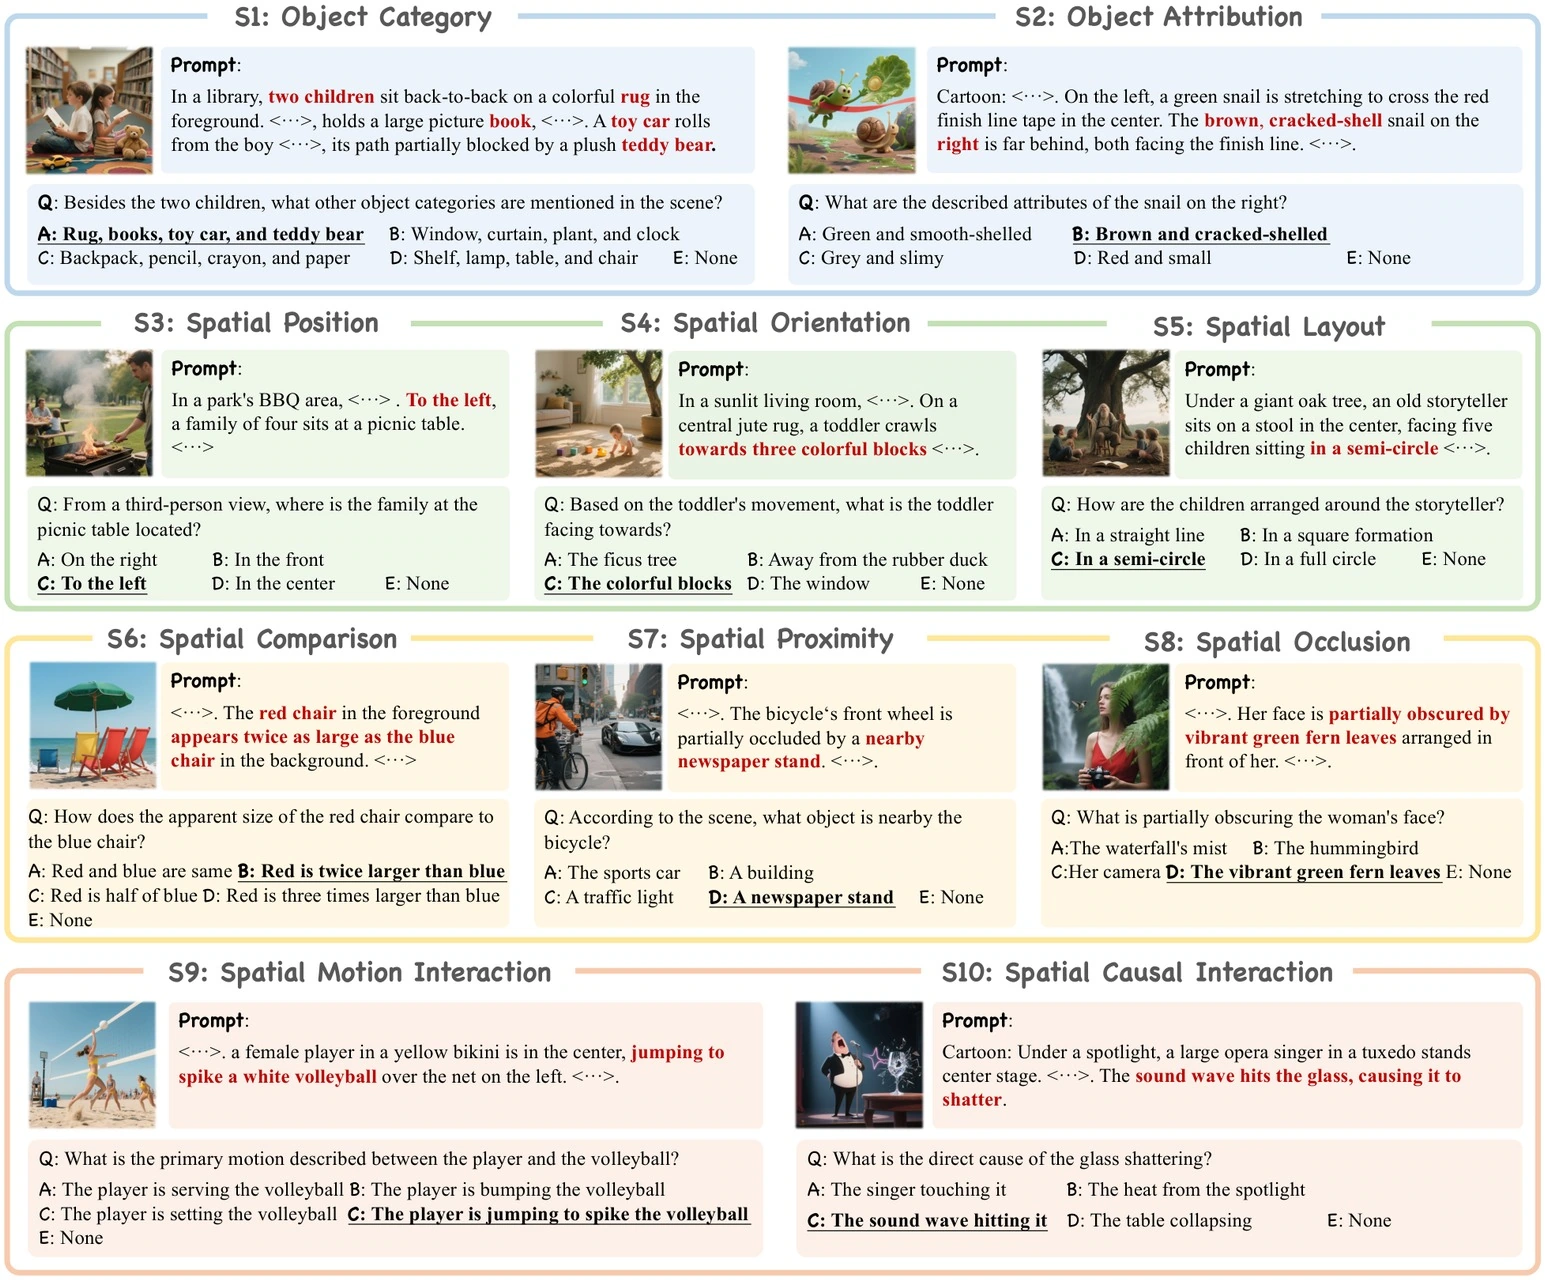 S1: Object Category
Prompt:
In a library, two children sit back-to-back on a colorful rug in the
foreground. <···>, holds a large picture book, <···>. A toy car rolls
from the boy <···>, its path partially blocked by a plush teddy bear.
Q: Besides the two children, what other object categories are mentioned in the scene?
A: Rug, books, toy car, and teddy bear B: Window, curtain, plant, and clock
C: Backpack, pencil, crayon, and paper D: Shelf, lamp, table, and chair E: None
S2: Object Attribution
Prompt:
Cartoon: <···>. On the left, a green snail is stretching to cross the red
finish line tape in the center. The brown, cracked-shell snail on the
right is far behind, both facing the finish line. <···>.
Q: What are the described attributes of the snail on the right?
A: Green and smooth-shelled B: Brown and cracked-shelled
C: Grey and slimy D: Red and small E: None
S3: Spatial Position
Prompt:
In a park's BBQ area, <···> . To the left,
a family of four sits at a picnic table.
<···>
Q: From a third-person view, where is the family at the
picnic table located?
A: On the right B: In the front
C: To the left D: In the center E: None
S4: Spatial Orientation
Prompt:
In a sunlit living room, <···>. On a
central jute rug, a toddler crawls
towards three colorful blocks <···>.
Q: Based on the toddler's movement, what is the toddler
facing towards?
A: The ficus tree B: Away from the rubber duck
C: The colorful blocks D: The window E: None
S5: Spatial Layout
Prompt:
Under a giant oak tree, an old storyteller
sits on a stool in the center, facing five
children sitting in a semi-circle <···>.
Q: How are the children arranged around the storyteller?
A: In a straight line B: In a square formation
C: In a semi-circle D: In a full circle E: None
S6: Spatial Comparison
Prompt:
<···>. The red chair in the foreground
appears twice as large as the blue
chair in the background. <···>
Q: How does the apparent size of the red chair compare to
the blue chair?
A: Red and blue are same B: Red is twice larger than blue
C: Red is half of blue D: Red is three times larger than blue
E: None
S7: Spatial Proximity
Prompt:
<···>. The bicycle‘s front wheel is
partially occluded by a nearby
newspaper stand. <···>.
Q: According to the scene, what object is nearby the
bicycle?
A: The sports car B: A building
C: A traffic light D: A newspaper stand E: None
S8: Spatial Occlusion
Prompt:
<···>. Her face is partially obscured by
vibrant green fern leaves arranged in
front of her. <···>.
Q: What is partially obscuring the woman's face?
A:The waterfall's mist B: The hummingbird
C:Her camera D: The vibrant green fern leaves E: None
S9: Spatial Motion Interaction
Prompt:
<···>. a female player in a yellow bikini is in the center, jumping to
spike a white volleyball over the net on the left. <···>.
Q: What is the primary motion described between the player and the volleyball?
A: The player is serving the volleyball B: The player is bumping the volleyball
C: The player is setting the volleyball C: The player is jumping to spike the volleyball
E: None
S10: Spatial Causal Interaction
Prompt:
Cartoon: Under a spotlight, a large opera singer in a tuxedo stands
center stage. <···>. The sound wave hits the glass, causing it to
shatter.
Q: What is the direct cause of the glass shattering?
A: The singer touching it B: The heat from the spotlight
C: The sound wave hitting it D: The table collapsing E: None